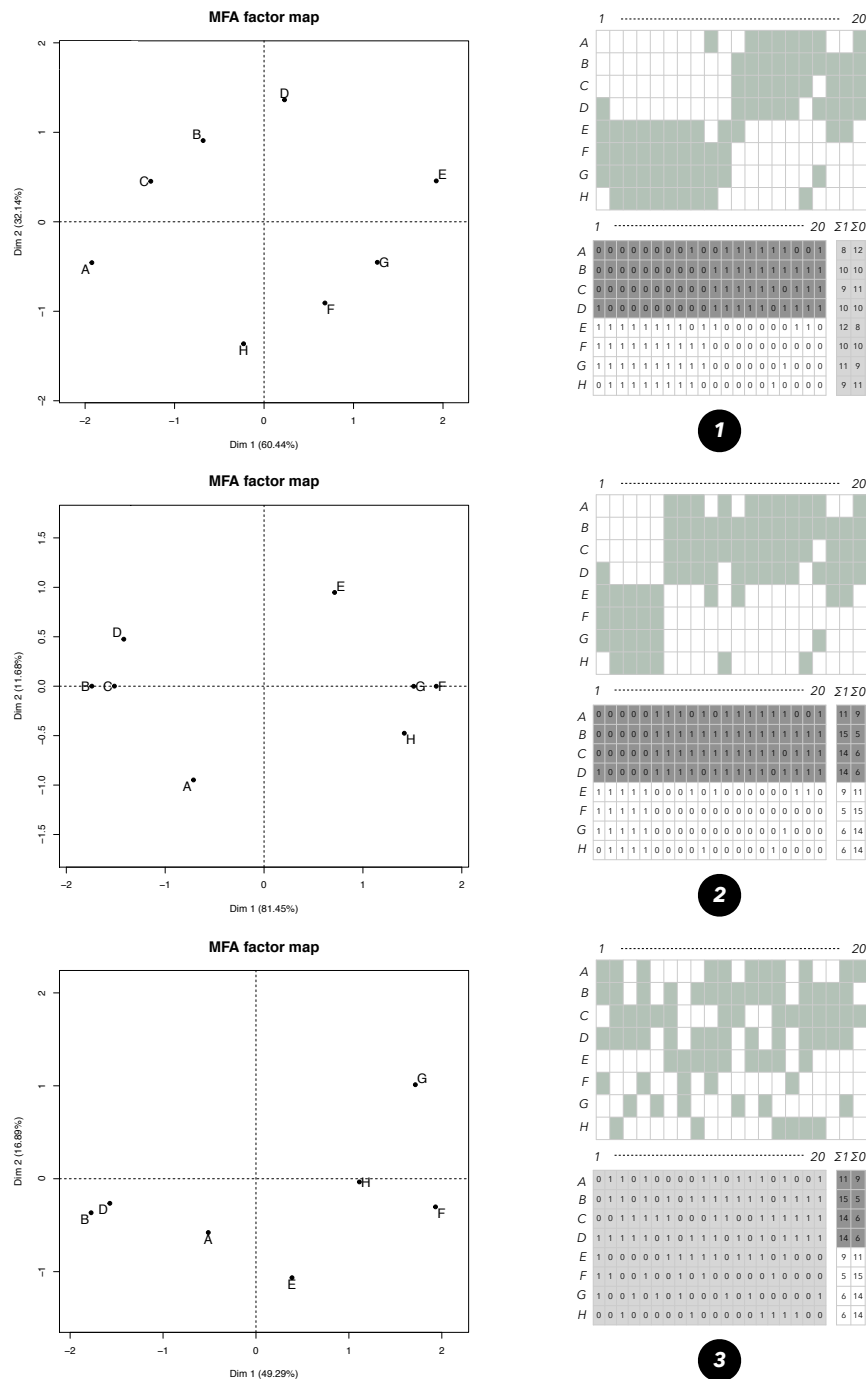 MFA factor map
2
1
0
-1
-2
Dim 2 (32.14%)
D
B
C
E
A
G
F
H
-2 -1 0 1 2
Dim 1 (60.44%)
1 20
A
B
C
D
E
F
G
H
1 20 Σ1 Σ0
A 0 0 0 0 0 0 0 0 1 0 0 1 1 1 1 1 1 0 0 1 8 12
B 0 0 0 0 0 0 0 0 0 0 1 1 1 1 1 1 1 1 1 1 10 10
C 0 0 0 0 0 0 0 0 0 0 1 1 1 1 1 1 0 1 1 1 9 11
D 1 0 0 0 0 0 0 0 0 0 1 1 1 1 1 0 1 1 1 1 10 10
E 1 1 1 1 1 1 1 1 0 1 1 0 0 0 0 0 0 1 1 0 12 8
F 1 1 1 1 1 1 1 1 1 1 0 0 0 0 0 0 0 0 0 0 10 10
G 1 1 1 1 1 1 1 1 1 1 0 0 0 0 0 0 1 0 0 0 11 9
H 0 1 1 1 1 1 1 1 1 1 0 0 0 0 0 1 0 0 0 0 9 11
1
MFA factor map
1.5
1.0
0.5
0.0
-0.5
-1.0
-1.5
Dim 2 (11.68%)
E
D
B C G F
H
A
-2 -1 0 1 2
Dim 1 (81.45%)
1 20
A
B
C
D
E
F
G
H
1 20 Σ1 Σ0
A 0 0 0 0 0 1 1 1 0 1 0 1 1 1 1 1 1 0 0 1 11 9
B 0 0 0 0 0 1 1 1 1 1 1 1 1 1 1 1 1 1 1 1 15 5
C 0 0 0 0 0 1 1 1 1 1 1 1 1 1 1 1 0 1 1 1 14 6
D 1 0 0 0 0 1 1 1 1 0 1 1 1 1 1 0 1 1 1 1 14 6
E 1 1 1 1 1 0 0 0 1 0 1 0 0 0 0 0 0 1 1 0 9 11
F 1 1 1 1 1 0 0 0 0 0 0 0 0 0 0 0 0 0 0 0 5 15
G 1 1 1 1 1 0 0 0 0 0 0 0 0 0 0 0 1 0 0 0 6 14
H 0 1 1 1 1 0 0 0 0 1 0 0 0 0 0 1 0 0 0 0 6 14
2
MFA factor map
2
1
0
-1
Dim 2 (16.89%)
G
H
D
B
F
A
E
-2 -1 0 1 2
Dim 1 (49.29%)
1 20
A
B
C
D
E
F
G
H
1 20 Σ1 Σ0
A 0 1 1 0 1 0 0 0 0 1 1 0 1 1 1 0 1 0 0 1 11 9
B 0 1 1 0 1 0 1 0 1 1 1 1 1 1 1 0 1 1 1 1 15 5
C 0 0 1 1 1 1 1 0 0 0 1 1 0 0 1 1 1 1 1 1 14 6
D 1 1 1 1 0 1 0 1 1 1 0 1 0 1 0 1 1 1 1 0 14 6
E 1 0 0 0 0 0 1 1 1 1 1 0 1 1 1 0 1 0 0 0 9 11
F 1 1 0 0 1 0 0 1 0 1 0 0 0 0 0 1 0 0 0 0 5 15
G 1 0 0 1 0 1 0 1 0 0 0 1 0 0 0 0 0 0 0 1 6 14
H 0 0 1 0 0 0 0 0 1 0 0 0 0 0 1 1 1 1 0 0 6 14
3